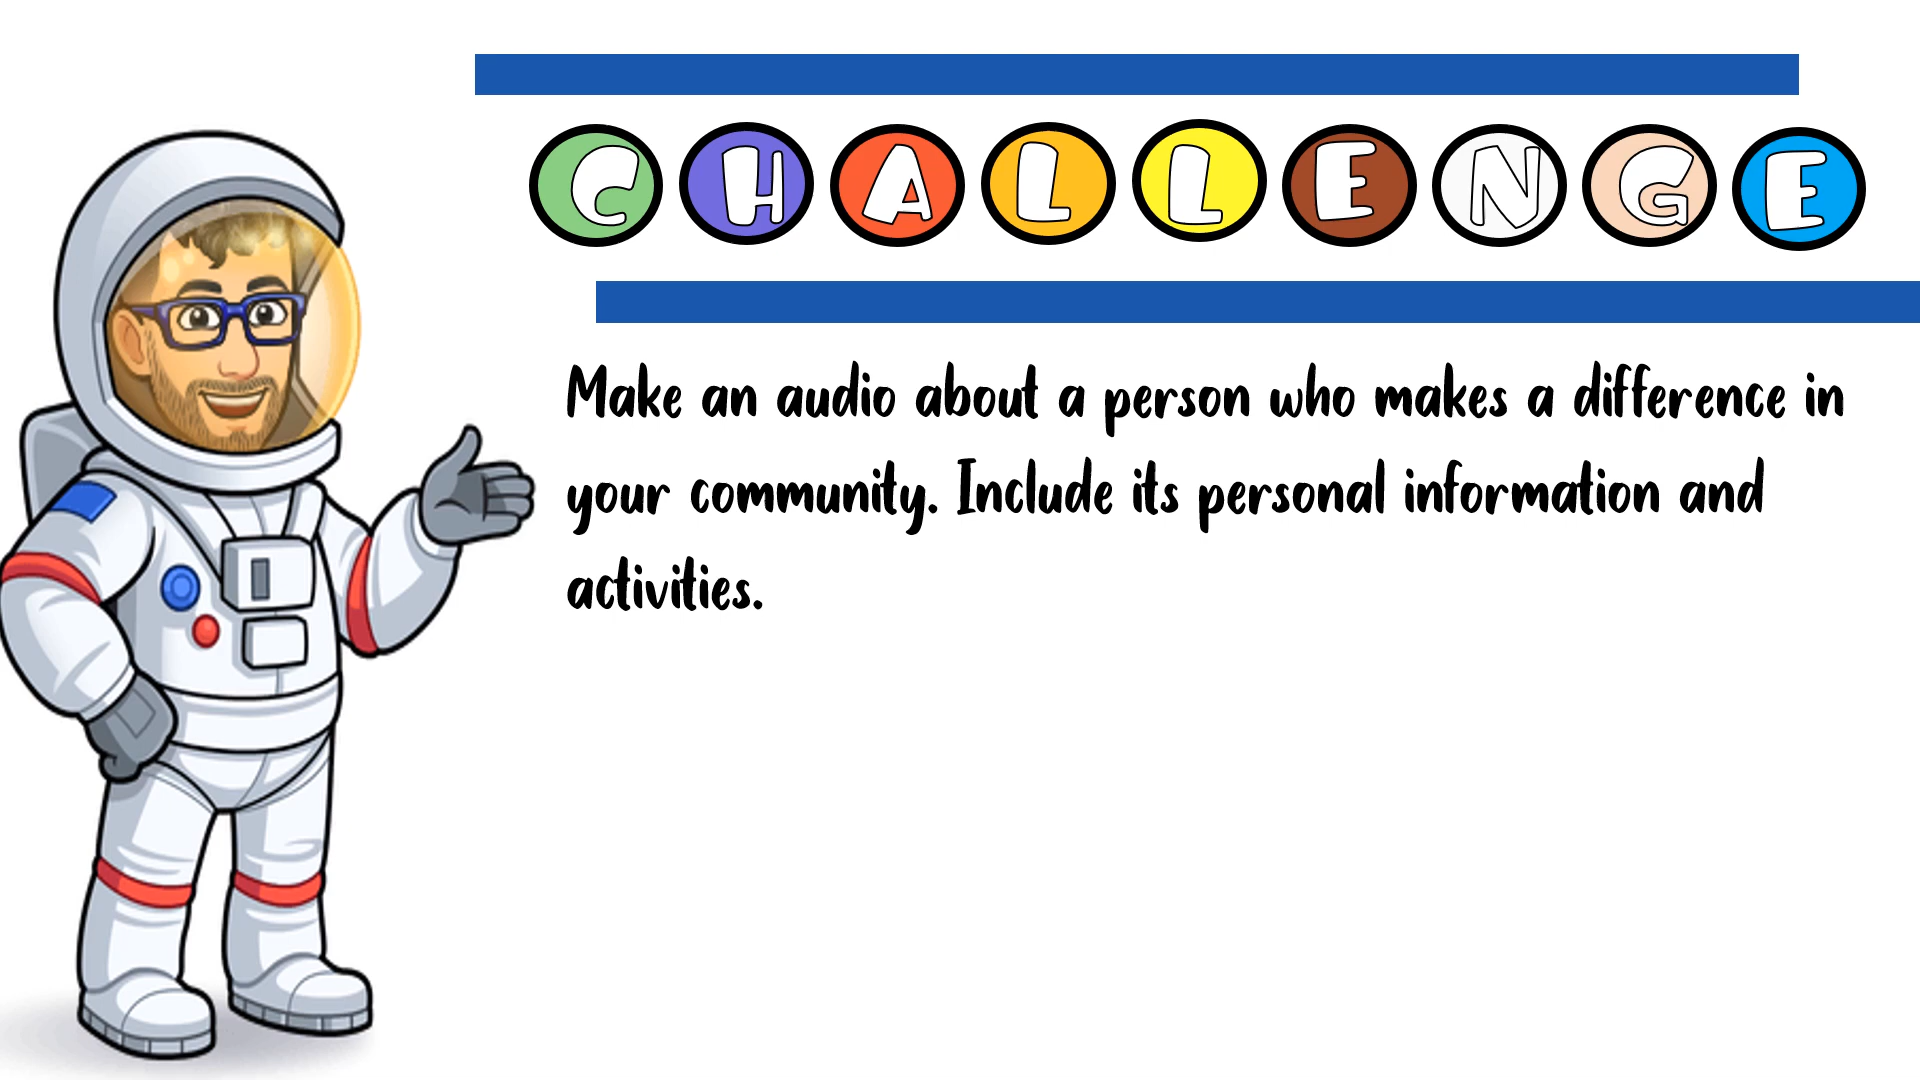 CHALLENGE
Make an audio about a person who makes a difference in
your community. Include its personal information and
activities.